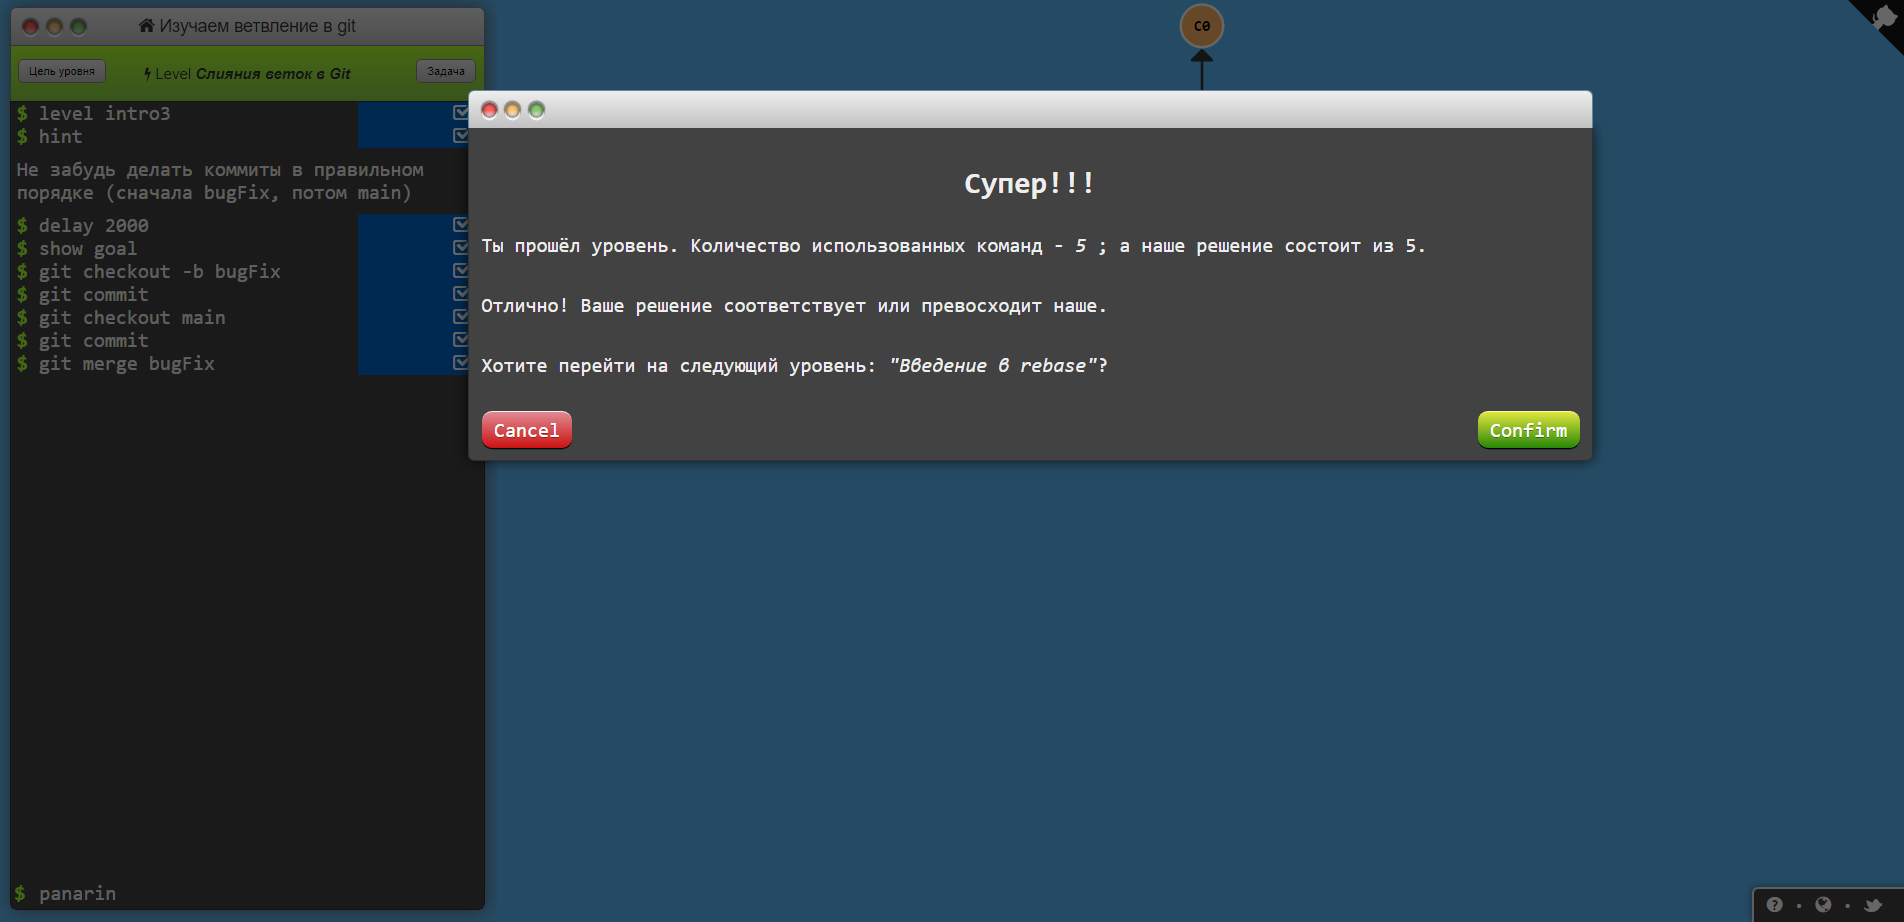 Изучаем ветвление в git
Цель уровня
Level Слияния веток в Git
Задача
$ level intro3
$ hint
Не забудь делать коммиты в правильном
порядке (сначала bugFix, потом main)
$ delay 2000
$ show goal
$ git checkout -b bugFix
$ git commit
$ git checkout main
$ git commit
$ git merge bugFix
$ panarin
C0
Супер!!!
Ты прошёл уровень. Количество использованных команд - 5 ; а наше решение состоит из 5.
Отлично! Ваше решение соответствует или превосходит наше.
Хотите перейти на следующий уровень: "Введение в rebase"?
Cancel
Confirm